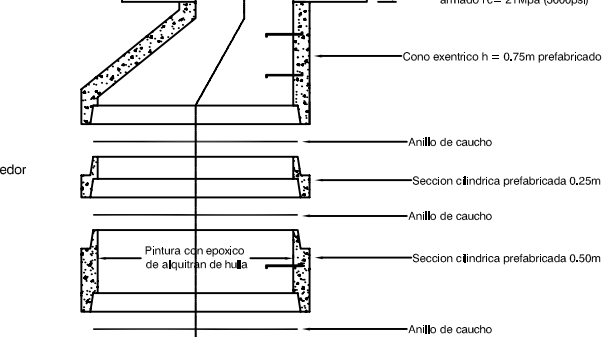 armado f'c= 21Mpa (3000psi)
Cono exentrico h = 0.75m prefabricado
Anillo de caucho
edor
Seccion cilindrica prefabricada 0.25m
Anillo de caucho
Pintura con epoxico
de alquitran de hulla
Seccion cilindrica prefabricada 0.50m
Anillo de caucho